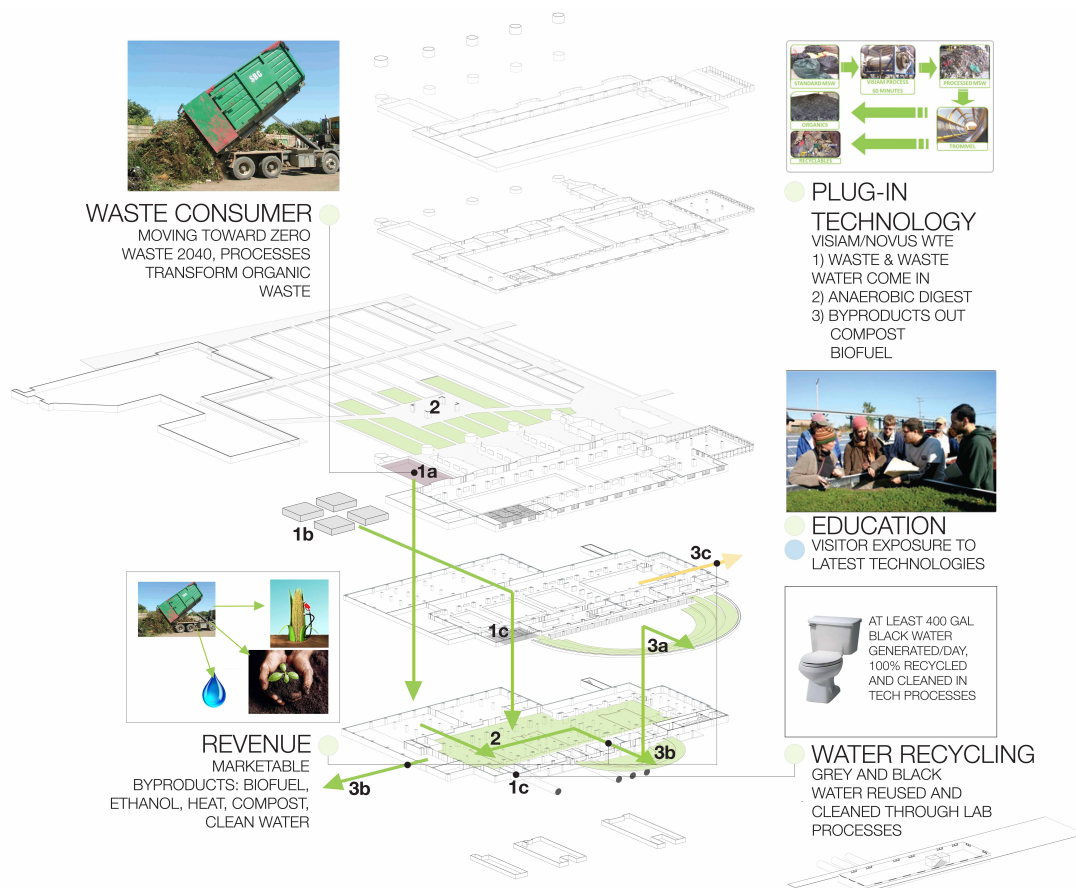 SBC
WASTE CONSUMER
MOVING TOWARD ZERO
WASTE 2040, PROCESSES
TRANSFORM ORGANIC
WASTE
STANDARD MSW
VISIAM PROCESS
60 MINUTES
PROCESSED MSW
ORGANICS
TROMMEL
RECYCLABLES
PLUG-IN
TECHNOLOGY
VISIAM/NOVUS WTE
1) WASTE & WASTE
WATER COME IN
2) ANAEROBIC DIGEST
3) BYPRODUCTS OUT
COMPOST
BIOFUEL
2
1a
1b
EDUCATION
VISITOR EXPOSURE TO
LATEST TECHNOLOGIES
3c
1c
3a
AT LEAST 400 GAL
BLACK WATER
GENERATED/DAY,
100% RECYCLED
AND CLEANED IN
TECH PROCESSES
2
3b
REVENUE
MARKETABLE
BYPRODUCTS: BIOFUEL,
ETHANOL, HEAT, COMPOST,
CLEAN WATER
3b
1c
WATER RECYCLING
GREY AND BLACK
WATER REUSED AND
CLEANED THROUGH LAB
PROCESSES